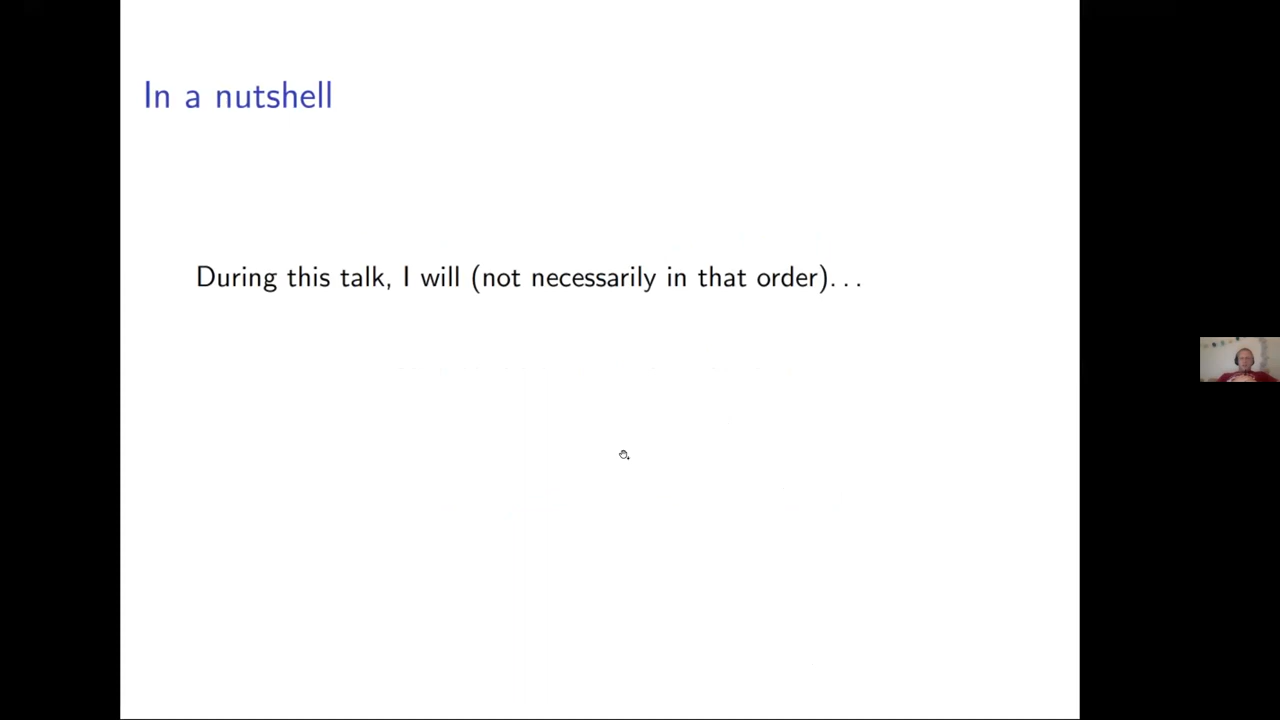 In a nutshell
During this talk, I will (not necessarily in that order)...